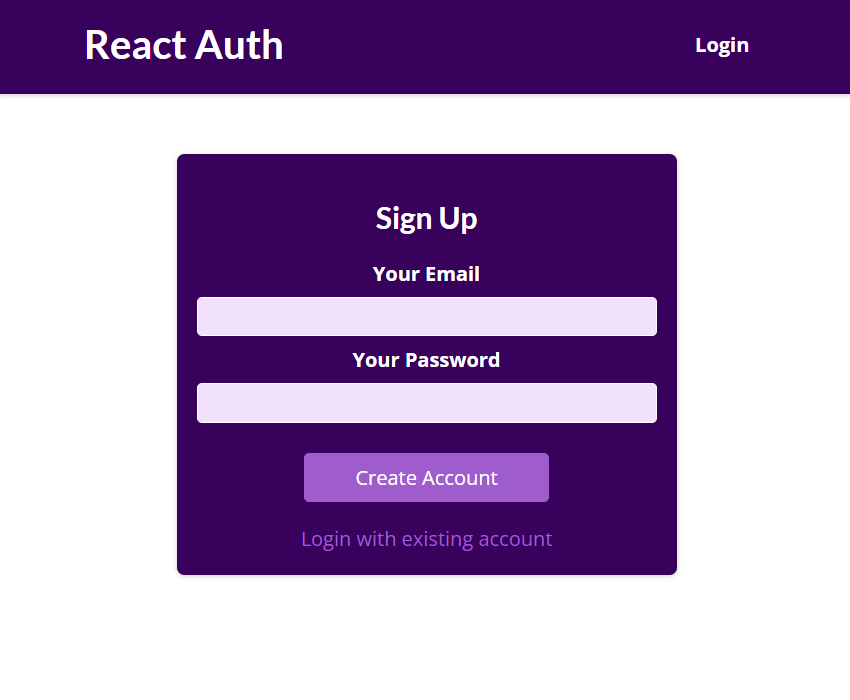 React Auth
Login
Sign Up
Your Email
Your Password
Create Account
Login with existing account